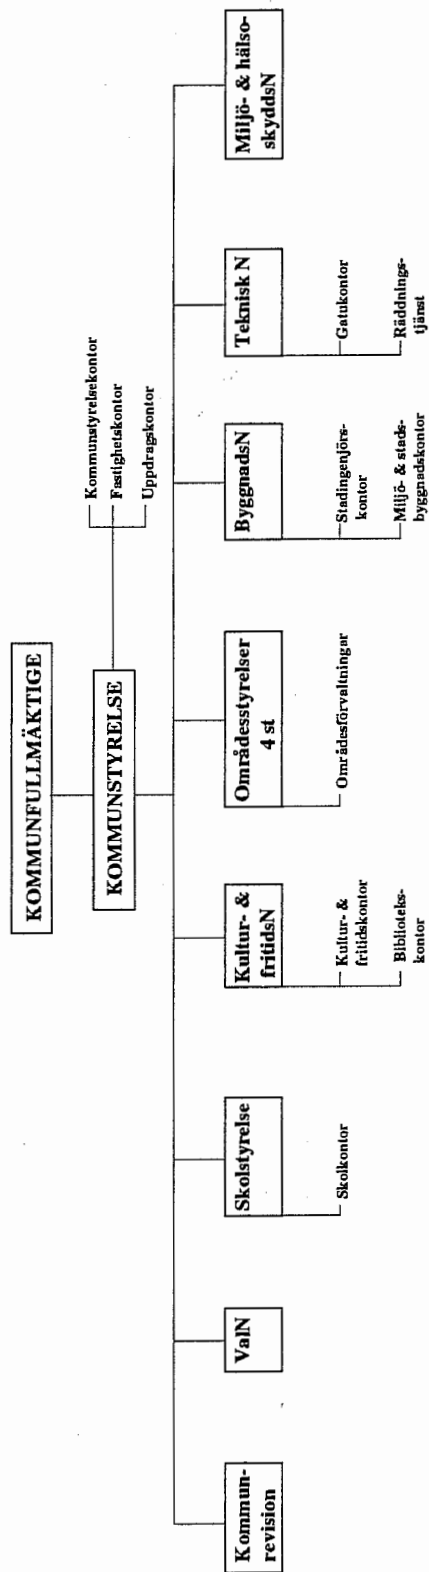 KOMMUNFULLMÄKTIGE
KOMMUNSTYRELSE
Kommunstyrelsekontor
Fastighetskontor
Uppdragskontor
Kommun-
revision
ValN
Skolstyrelse
Skolkontor
Kultur- &
fritidsN
Kultur- &
fritidskontor
Biblioteks-
kontor
Områdesstyrelser
4 st
Områdesförvaltningar
ByggnadsN
Stadingenjörs-
kontor
Miljö- & stads-
byggnadskontor
Teknisk N
Gatukontor
Räddnings-
tjänst
Miljö- & hälso-
skyddsN